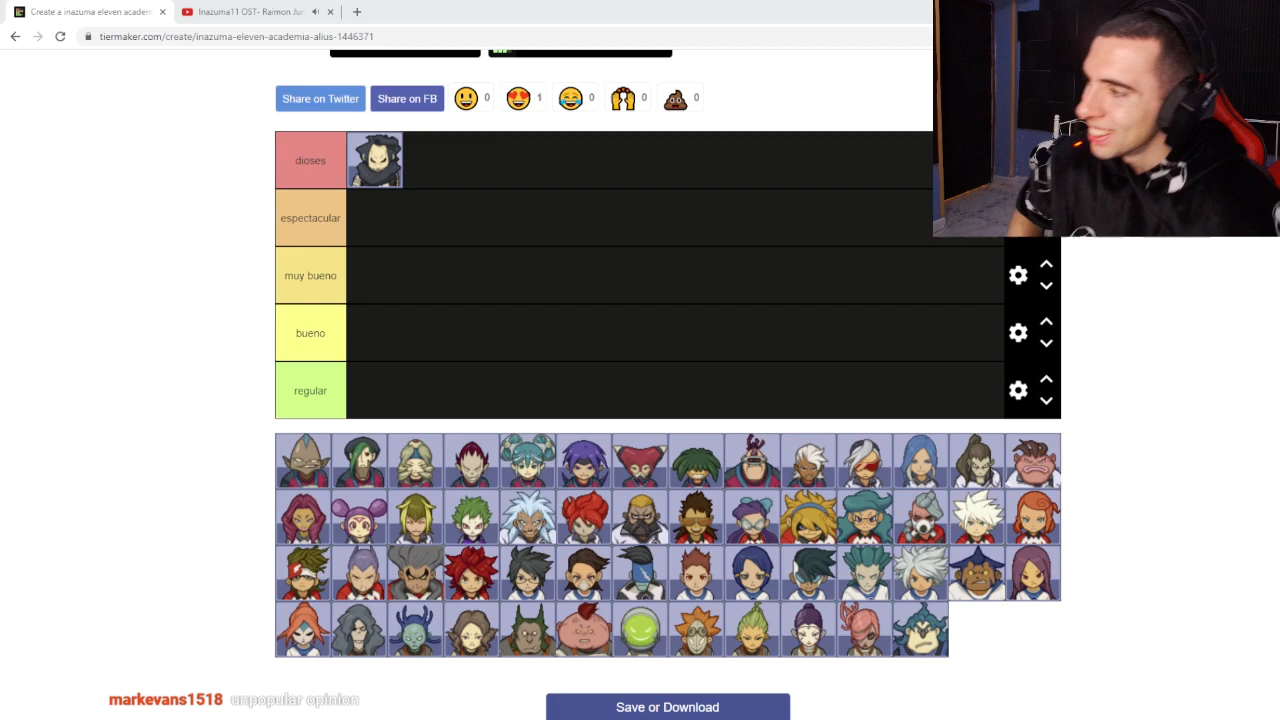 Create a inazuma eleven academ
Inazuma11 OST- Raimon Jur
tiermaker.com/create/inazuma-eleven-academia-alius-1446371
Share on Twitter
Share on FB
0
1
0
0
0
dioses
espectacular
muy bueno
bueno
regular
markevans1518 unpopular opinion
Save or Download